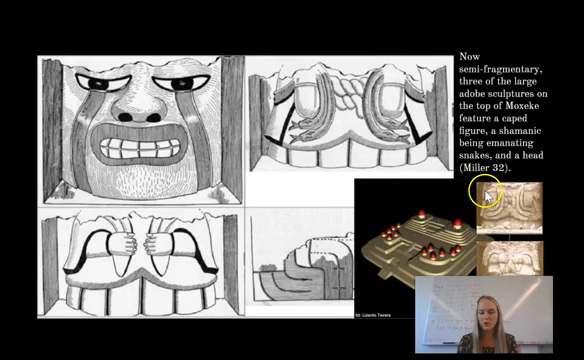 Now
semi-fragmentary,
three of the large
adobe sculptures on
the top of Moxeke
feature a caped
figure, a shamanic
being emanating
snakes, and a head
(Miller 32).
3d: Lizardo Tavera